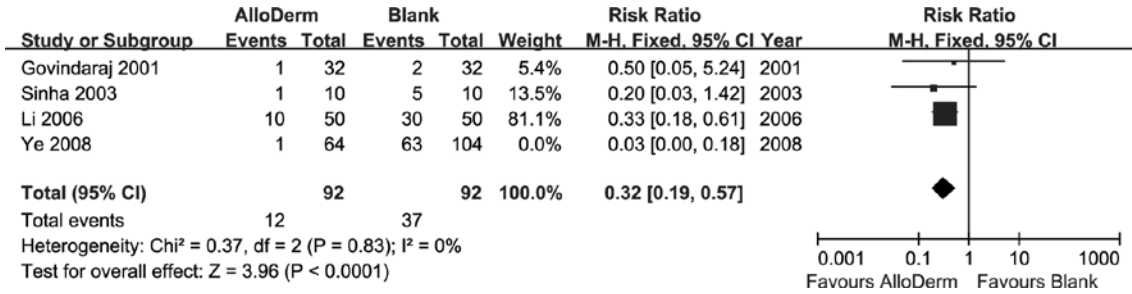 AlloDerm Blank Risk Ratio Risk Ratio
Study or Subgroup Events Total Events Total Weight M-H, Fixed, 95% CI Year M-H, Fixed, 95% CI
Govindaraj 2001 1 32 2 32 5.4% 0.50 [0.05, 5.24] 2001
Sinha 2003 1 10 5 10 13.5% 0.20 [0.03, 1.42] 2003
Li 2006 10 50 30 50 81.1% 0.33 [0.18, 0.61] 2006
Ye 2008 1 64 63 104 0.0% 0.03 [0.00, 0.18] 2008
Total (95% CI) 92 92 100.0% 0.32 [0.19, 0.57]
Total events 12 37
Heterogeneity: Chi² = 0.37, df = 2 (P = 0.83); I² = 0%
Test for overall effect: Z = 3.96 (P < 0.0001)
0.001 0.1 1 10 1000
Favours AlloDerm Favours Blank